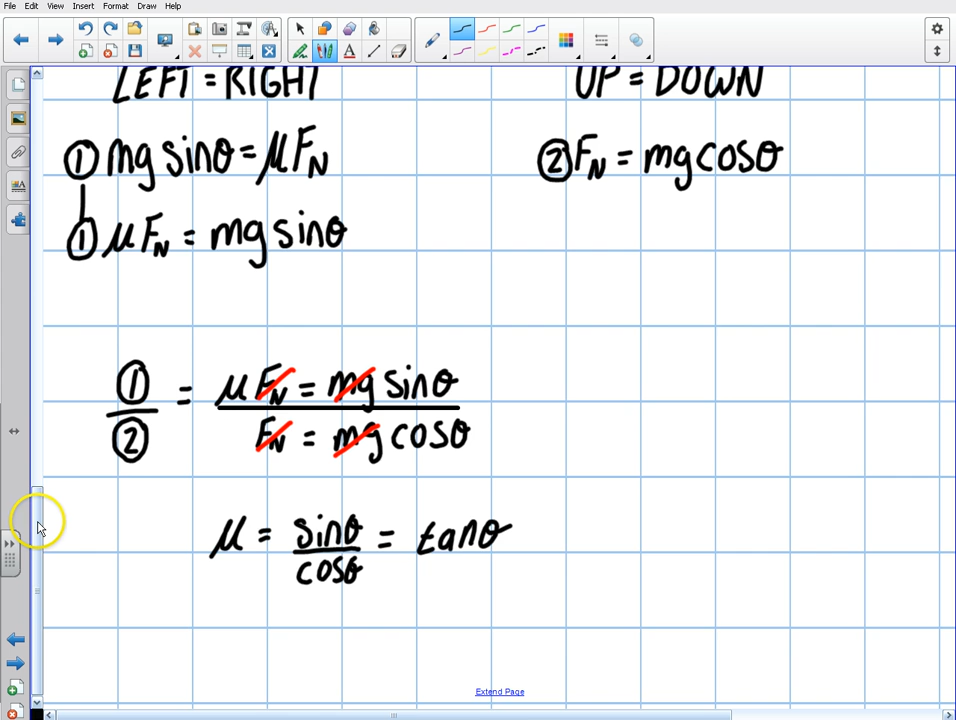 File Edit View Insert Format Draw Help
LEFT = RIGHT
UP = DOWN
① mg sinθ = μF_N
② F_N = mg cosθ
① μF_N = mg sinθ
①/② = μF_N = mg sinθ
F_N = mg cosθ
μ = sinθ/cosθ = tanθ
Extend Page